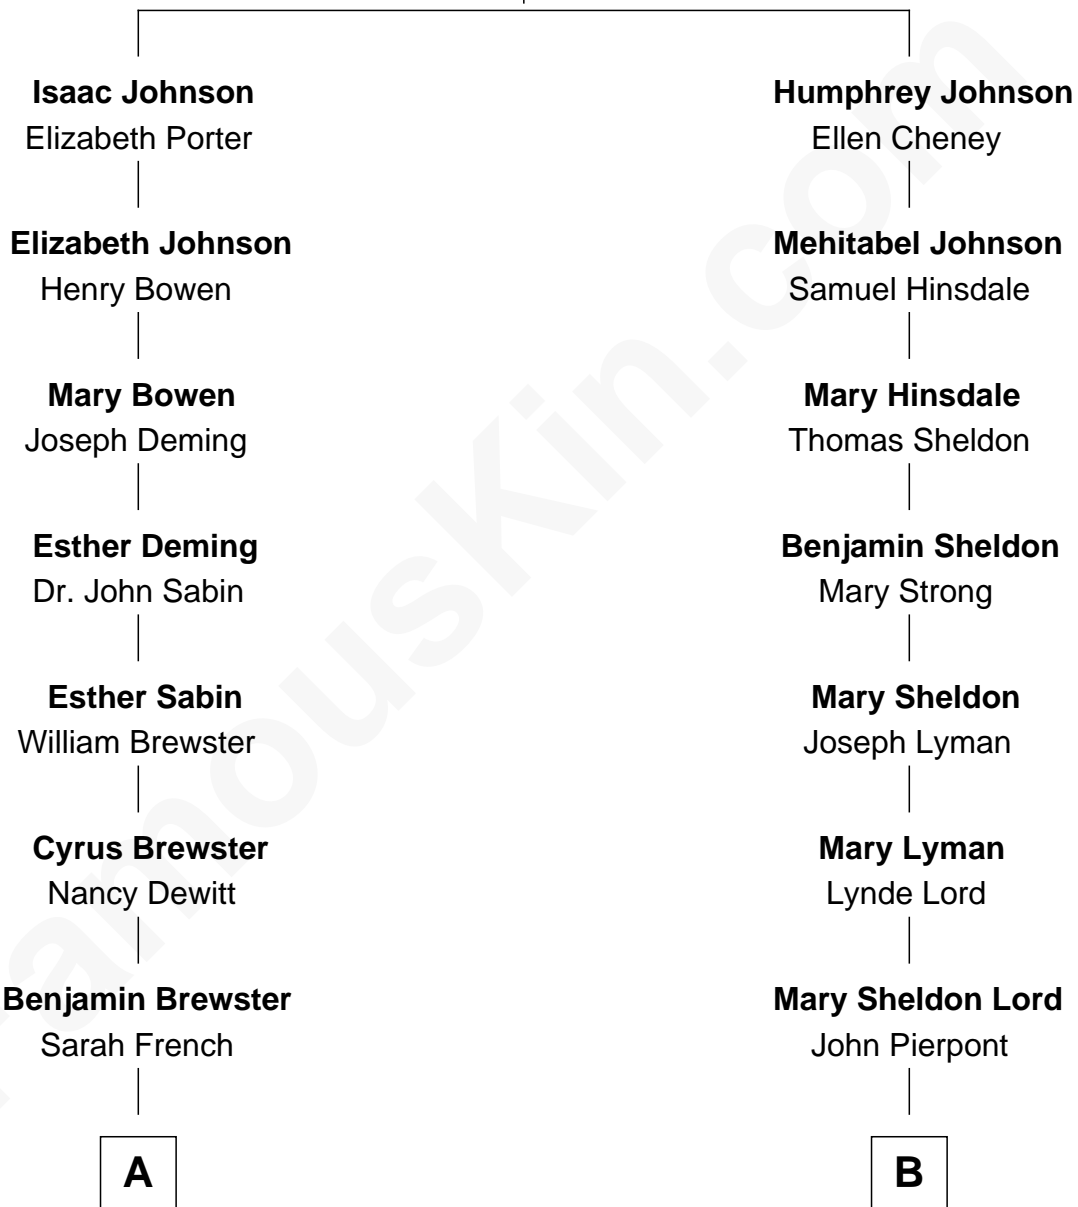 Isaac Johnson
Elizabeth Porter
Elizabeth Johnson
Henry Bowen
Mary Bowen
Joseph Deming
Esther Deming
Dr. John Sabin
Esther Sabin
William Brewster
Cyrus Brewster
Nancy Dewitt
Benjamin Brewster
Sarah French
A
Humphrey Johnson
Ellen Cheney
Mehitabel Johnson
Samuel Hinsdale
Mary Hinsdale
Thomas Sheldon
Benjamin Sheldon
Mary Strong
Mary Sheldon
Joseph Lyman
Mary Lyman
Lynde Lord
Mary Sheldon Lord
John Pierpont
B
FamousKin.com